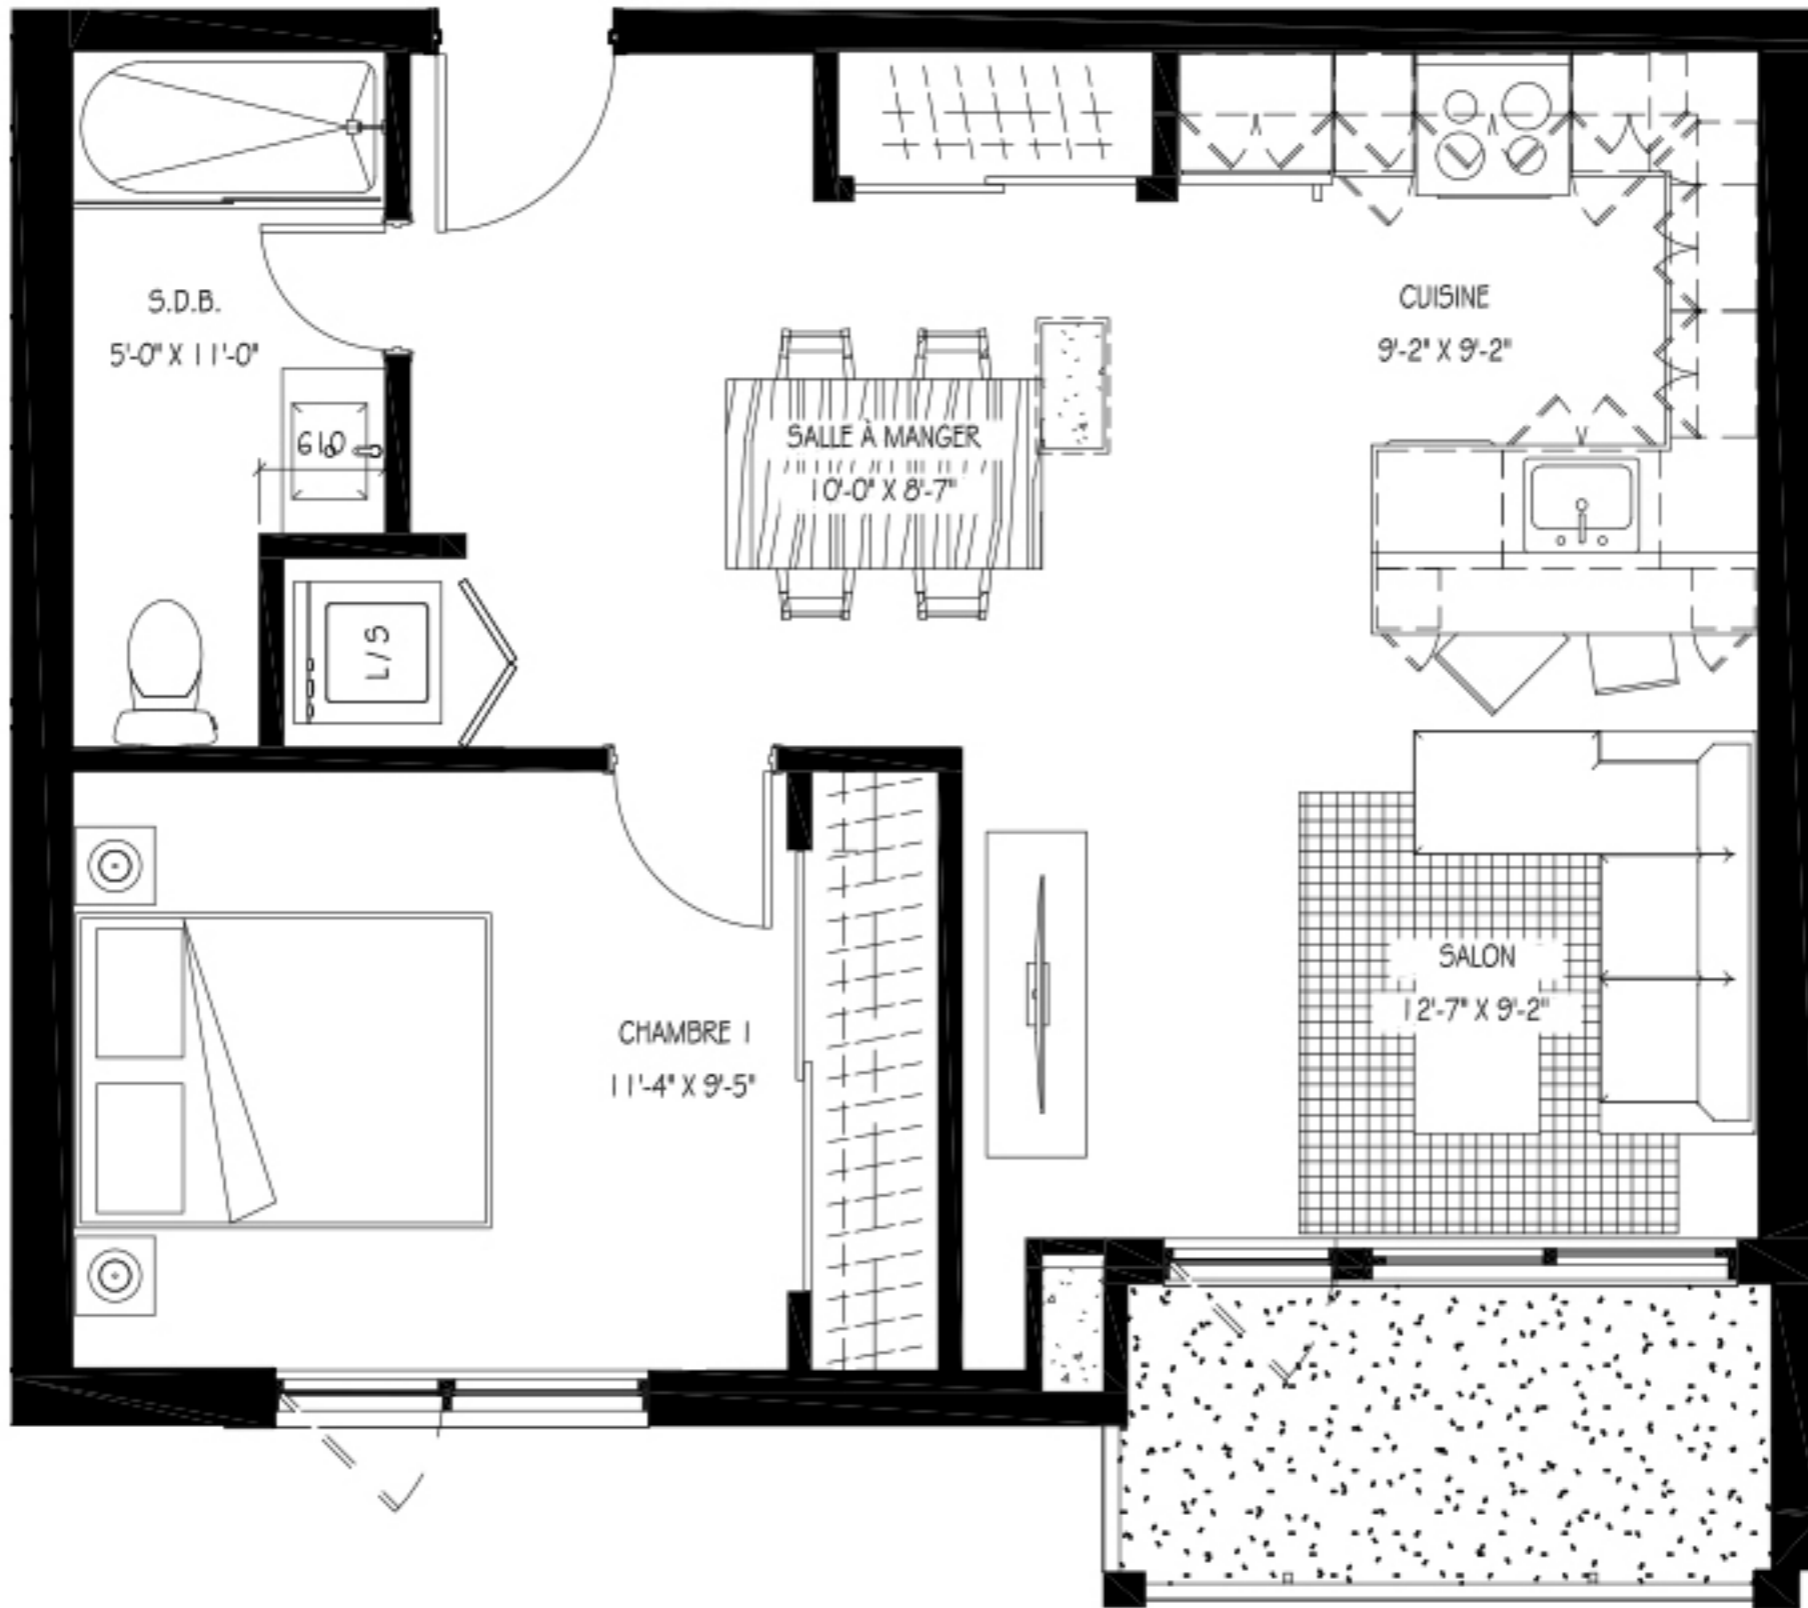 S.D.B.
5'-0" X 11'-0"
CUISINE
9'-2" X 9'-2"
610
SALLE À MANGER
10'-0" X 8'-7"
L/S
SALON
12'-7" X 9'-2"
CHAMBRE 1
11'-4" X 9'-5"